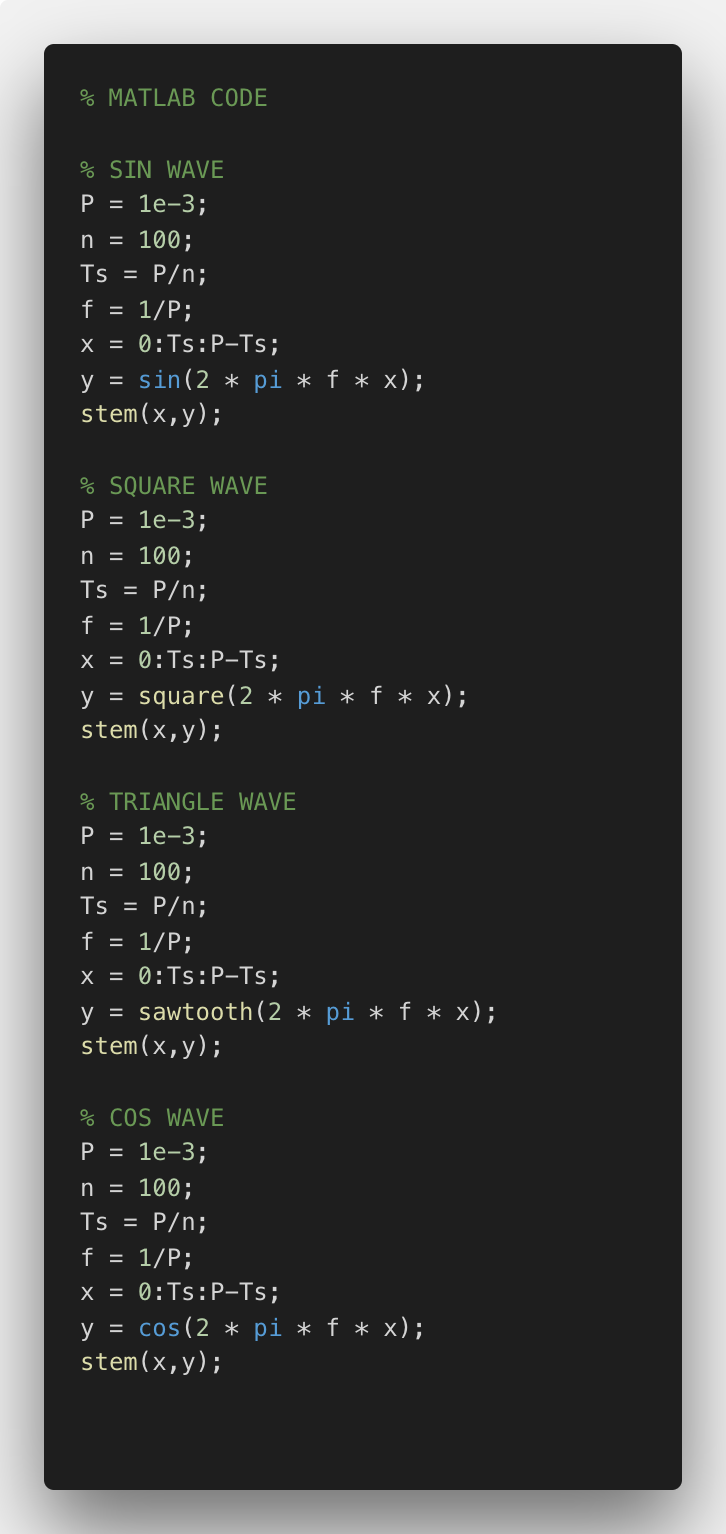 % MATLAB CODE
% SIN WAVE
P = 1e-3;
n = 100;
Ts = P/n;
f = 1/P;
x = 0:Ts:P-Ts;
y = sin(2 * pi * f * x);
stem(x,y);
% SQUARE WAVE
P = 1e-3;
n = 100;
Ts = P/n;
f = 1/P;
x = 0:Ts:P-Ts;
y = square(2 * pi * f * x);
stem(x,y);
% TRIANGLE WAVE
P = 1e-3;
n = 100;
Ts = P/n;
f = 1/P;
x = 0:Ts:P-Ts;
y = sawtooth(2 * pi * f * x);
stem(x,y);
% COS WAVE
P = 1e-3;
n = 100;
Ts = P/n;
f = 1/P;
x = 0:Ts:P-Ts;
y = cos(2 * pi * f * x);
stem(x,y);